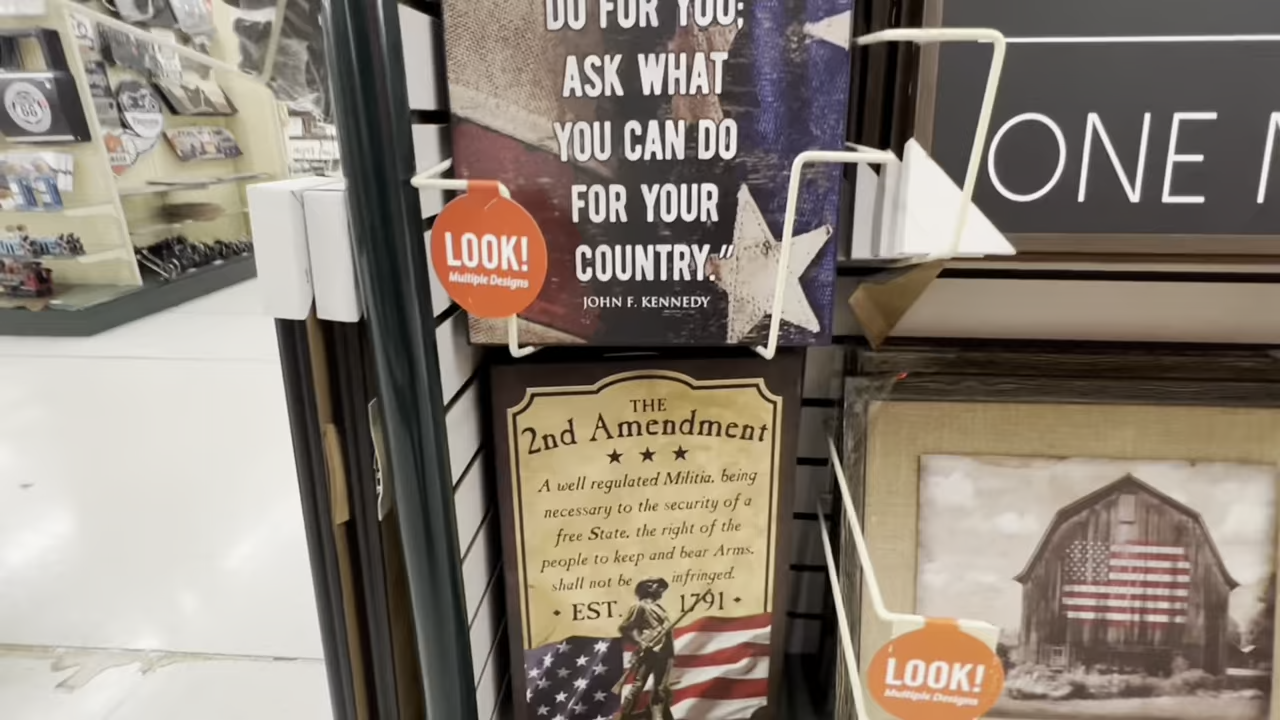 DO FOR YOU;
ASK WHAT
YOU CAN DO
FOR YOUR
COUNTRY."
JOHN F. KENNEDY
LOOK!
Multiple Designs
ONE
THE
2nd Amendment
A well regulated Militia, being
necessary to the security of a
free State, the right of the
people to keep and bear Arms,
shall not be infringed.
EST. 1791
LOOK!
Multiple Designs
66